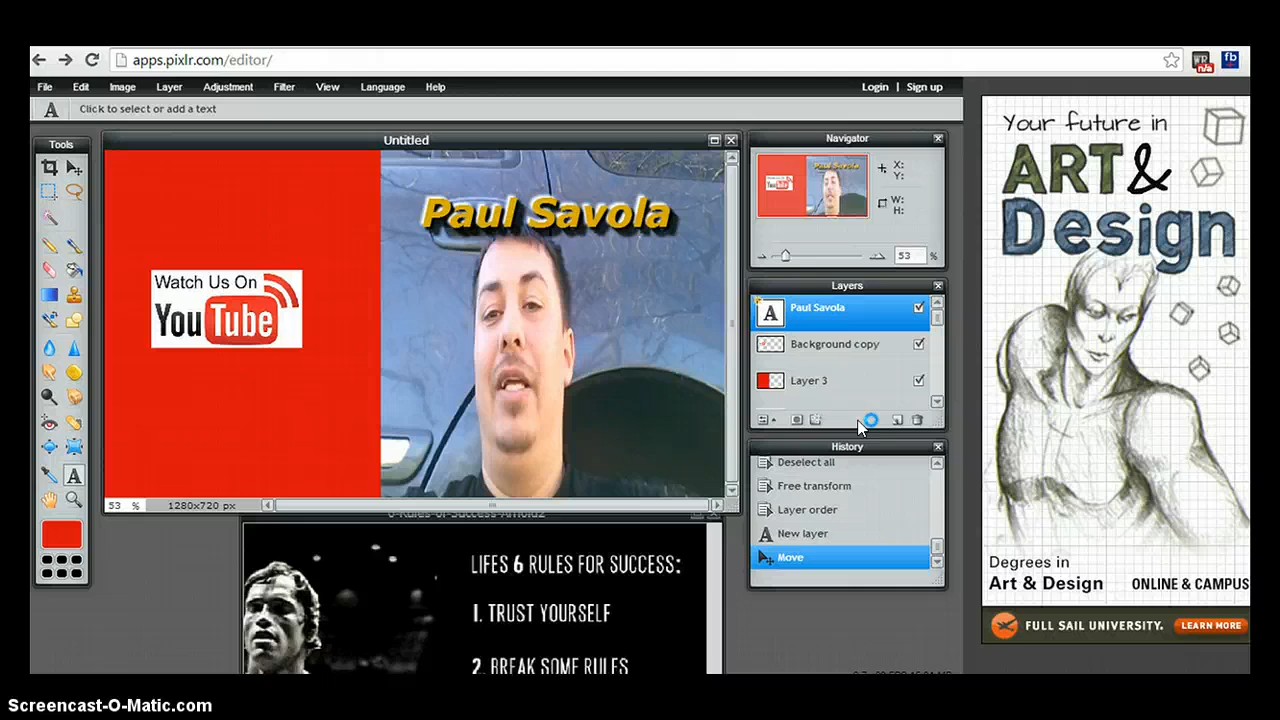 apps.pixlr.com/editor/
fb
n/a
File Edit Image Layer Adjustment Filter View Language Help Login | Sign up
A Click to select or add a text
Tools
Untitled
Paul Savola
Watch Us On
YouTube
53 % 1280x720 px
Navigator
X:
Y:
W:
H:
53 %
Layers
A Paul Savola
Background copy
Layer 3
History
Deselect all
Free transform
Layer order
A New layer
Move
LIFES 6 RULES FOR SUCCESS:
1. TRUST YOURSELF
2. BREAK SOME RULES
Your future in
ART &
Design
Degrees in
Art & Design ONLINE & CAMPUS
FULL SAIL UNIVERSITY. LEARN MORE
Screencast-O-Matic.com